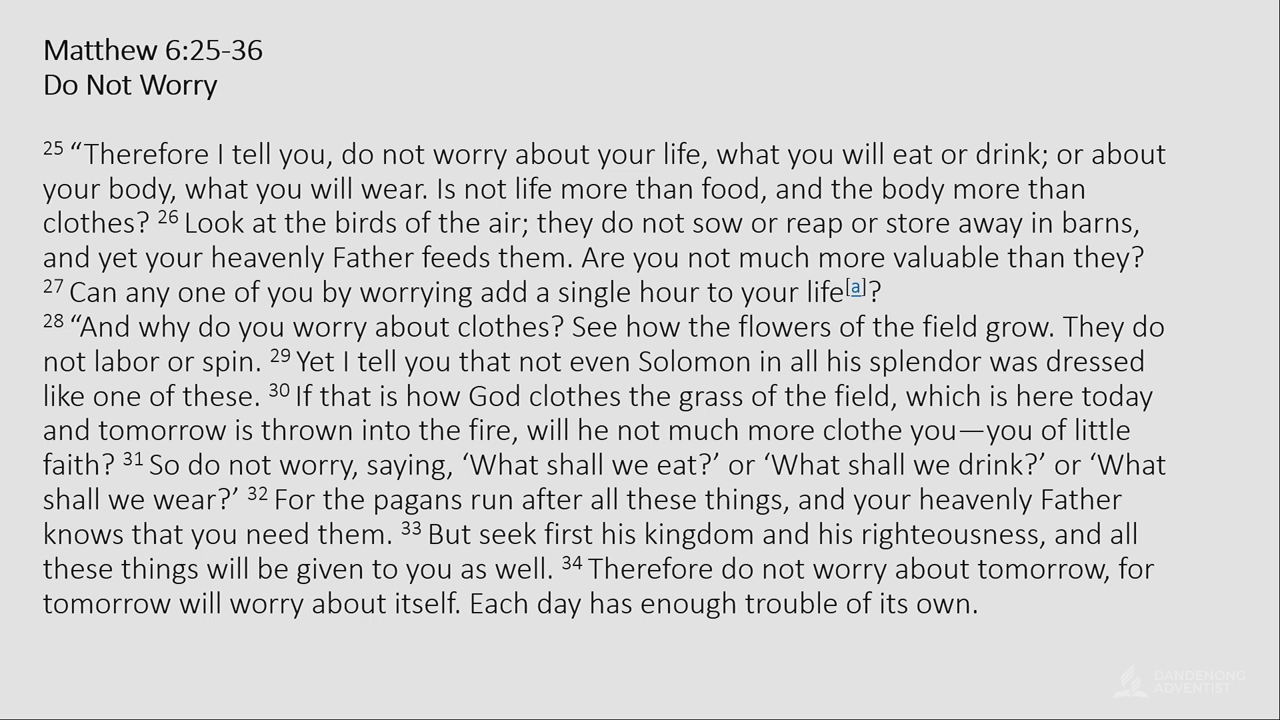 Matthew 6:25-36
Do Not Worry
25 “Therefore I tell you, do not worry about your life, what you will eat or drink; or about
your body, what you will wear. Is not life more than food, and the body more than
clothes? 26 Look at the birds of the air; they do not sow or reap or store away in barns,
and yet your heavenly Father feeds them. Are you not much more valuable than they?
27 Can any one of you by worrying add a single hour to your life[a]?
28 “And why do you worry about clothes? See how the flowers of the field grow. They do
not labor or spin. 29 Yet I tell you that not even Solomon in all his splendor was dressed
like one of these. 30 If that is how God clothes the grass of the field, which is here today
and tomorrow is thrown into the fire, will he not much more clothe you—you of little
faith? 31 So do not worry, saying, ‘What shall we eat?’ or ‘What shall we drink?’ or ‘What
shall we wear?’ 32 For the pagans run after all these things, and your heavenly Father
knows that you need them. 33 But seek first his kingdom and his righteousness, and all
these things will be given to you as well. 34 Therefore do not worry about tomorrow, for
tomorrow will worry about itself. Each day has enough trouble of its own.
DANDENONG
ADVENTIST